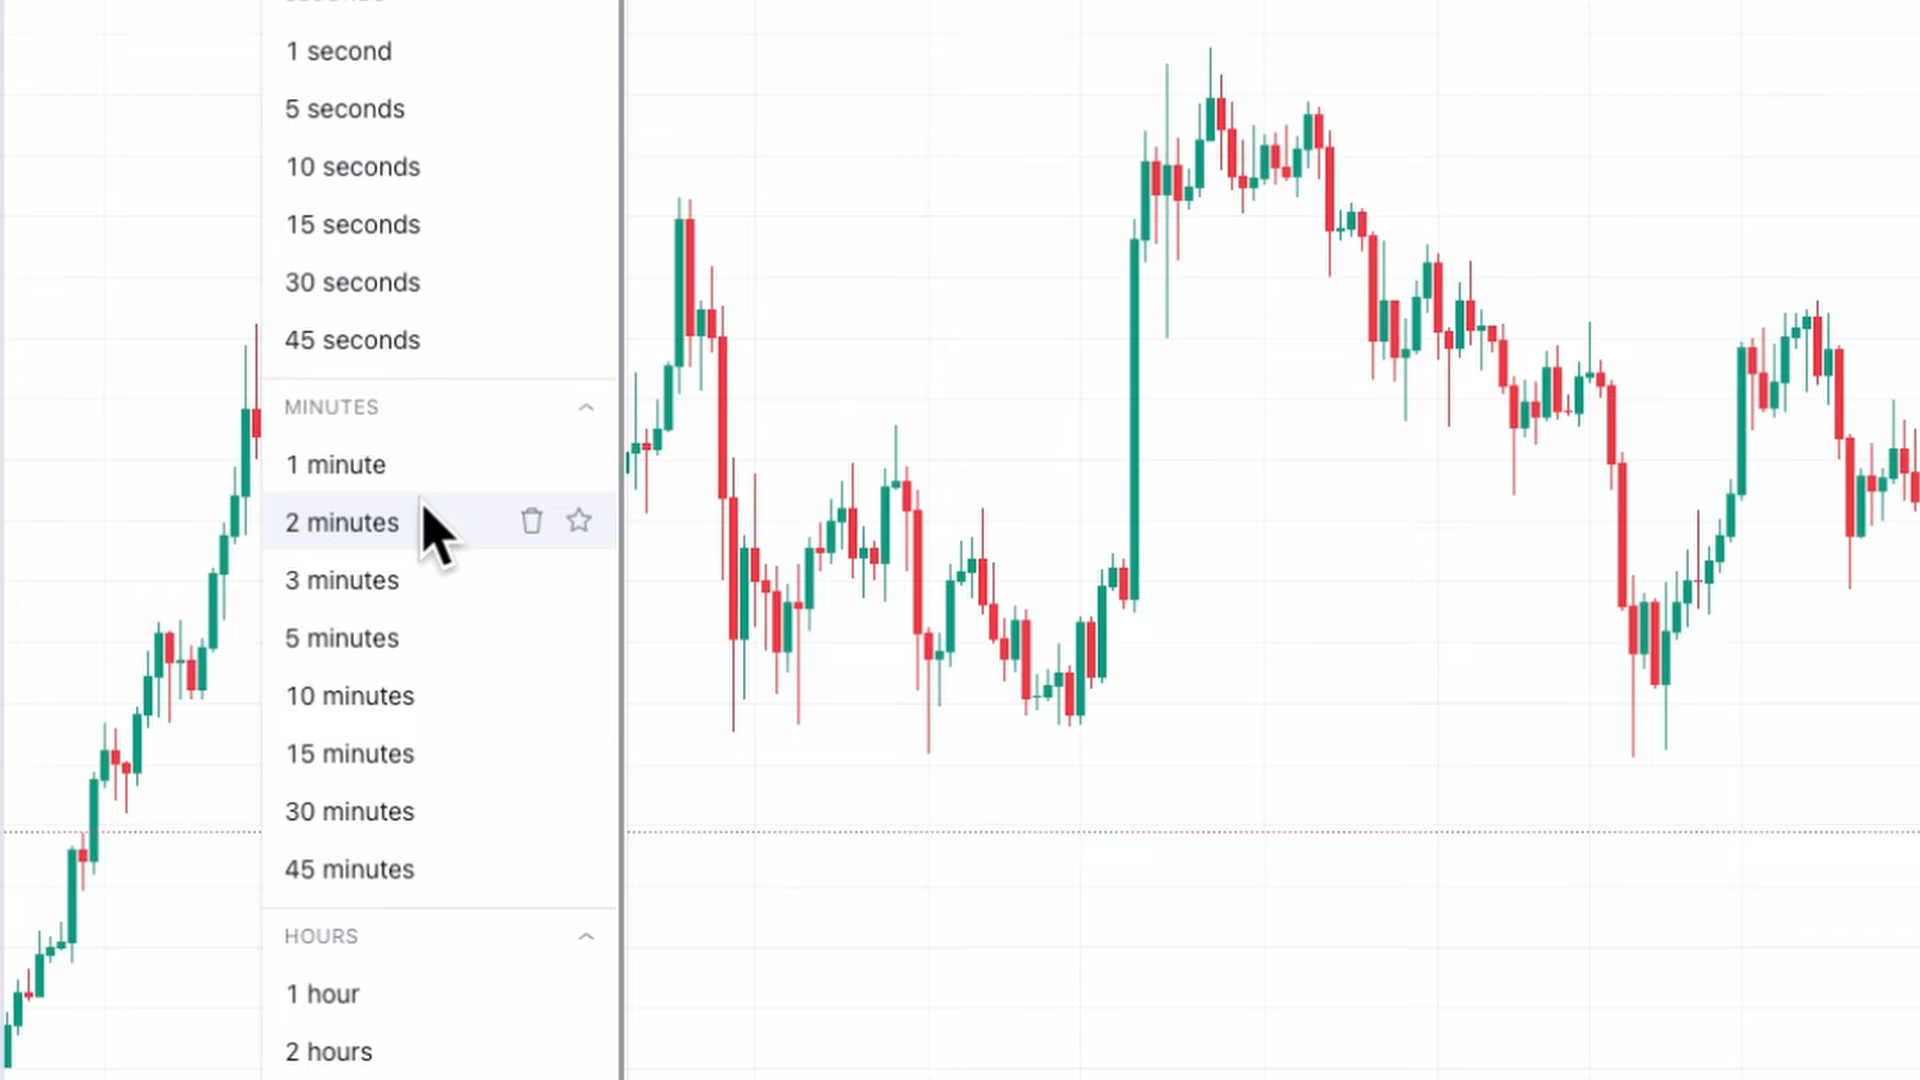 1 second
5 seconds
10 seconds
15 seconds
30 seconds
45 seconds
MINUTES
1 minute
2 minutes
3 minutes
5 minutes
10 minutes
15 minutes
30 minutes
45 minutes
HOURS
1 hour
2 hours